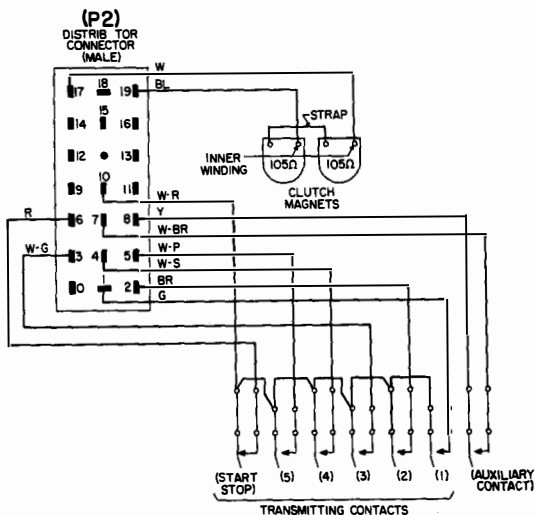 (P2)
DISTRIB TOR
CONNECTOR
(MALE)
W
17 18 19
BL
STRAP
14 15 16
INNER
WINDING
105Ω 105Ω
12 13
CLUTCH
MAGNETS
9 10 11
W-R
R
6 7 8
Y
W-BR
W-G
3 4 5
W-P
W-S
0 2
BR
G
(START
STOP)
(5) (4) (3) (2) (1)
(AUXILIARY
CONTACT)
TRANSMITTING CONTACTS